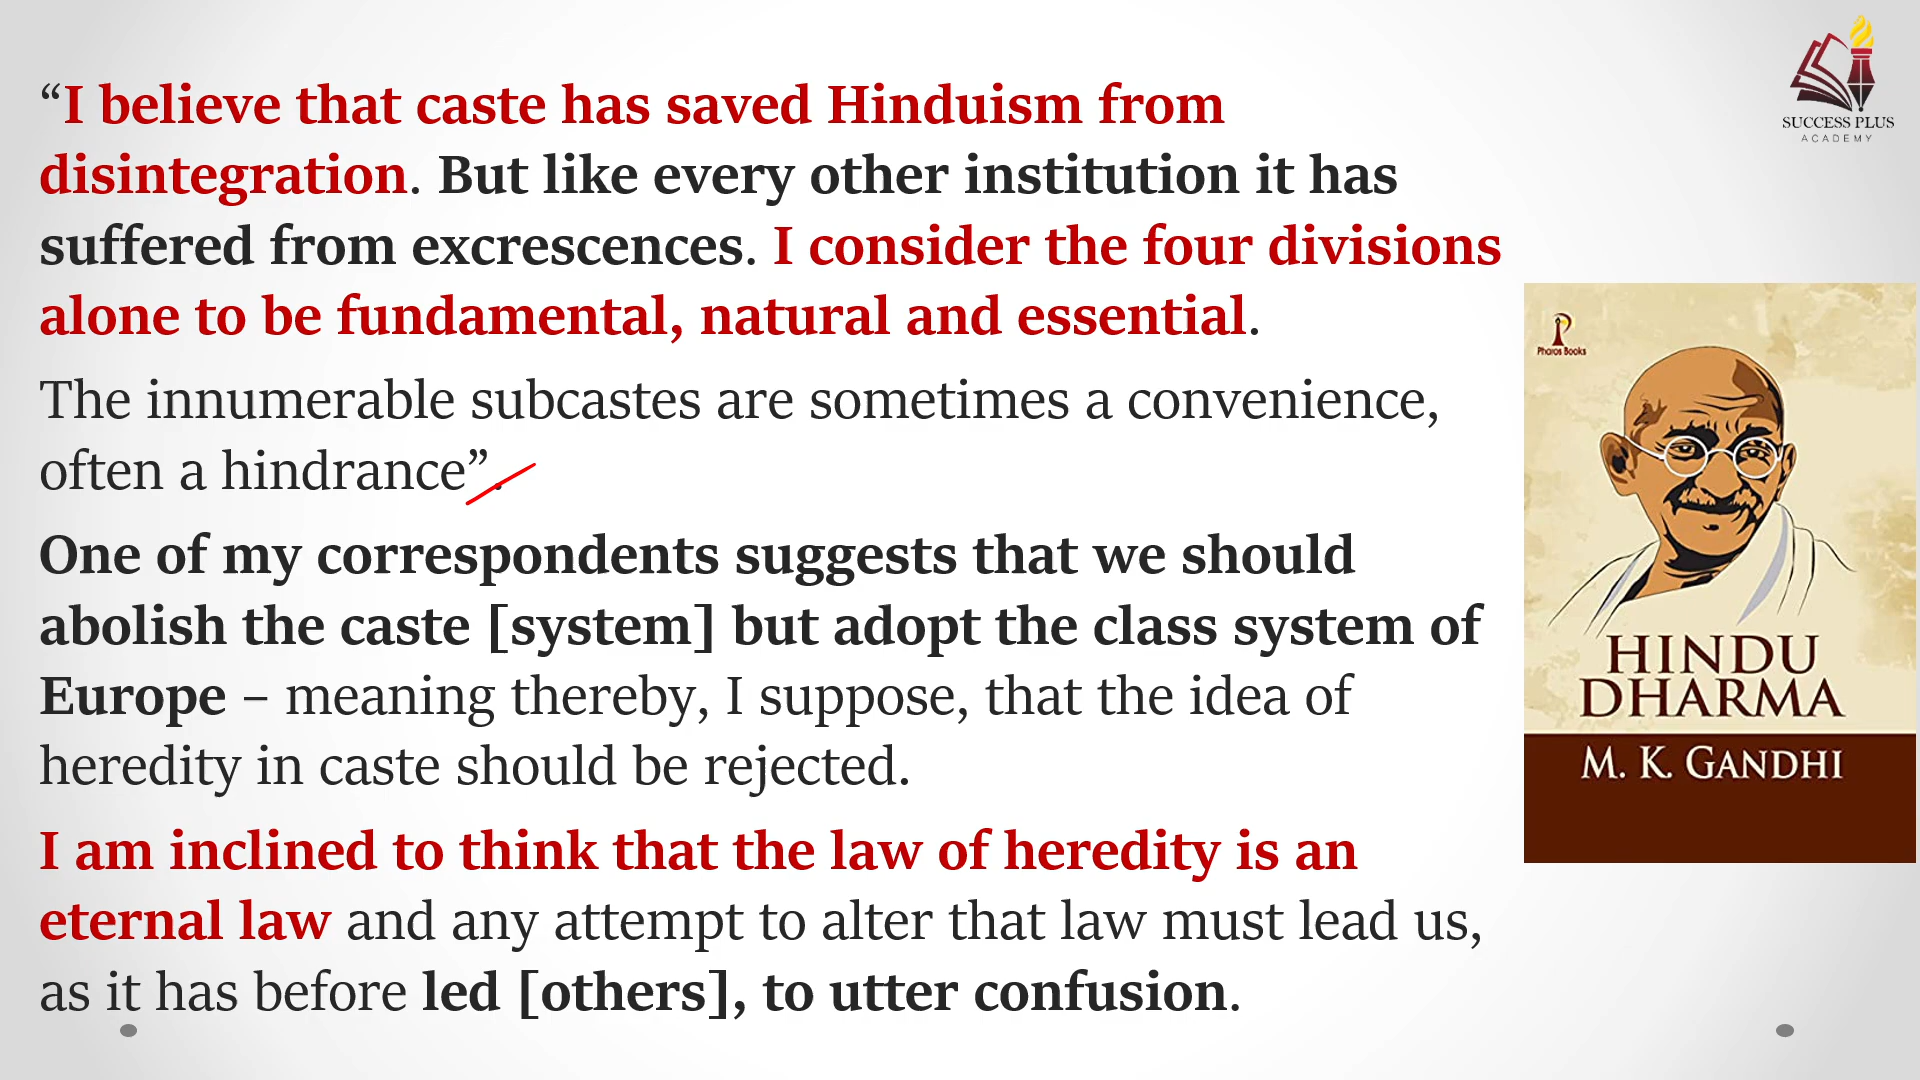 “I believe that caste has saved Hinduism from
disintegration. But like every other institution it has
suffered from excrescences. I consider the four divisions
alone to be fundamental, natural and essential.
The innumerable subcastes are sometimes a convenience,
often a hindrance”.
One of my correspondents suggests that we should
abolish the caste [system] but adopt the class system of
Europe – meaning thereby, I suppose, that the idea of
heredity in caste should be rejected.
I am inclined to think that the law of heredity is an
eternal law and any attempt to alter that law must lead us,
as it has before led [others], to utter confusion.
SUCCESS PLUS
ACADEMY
Pharos Books
HINDU
DHARMA
M. K. GANDHI